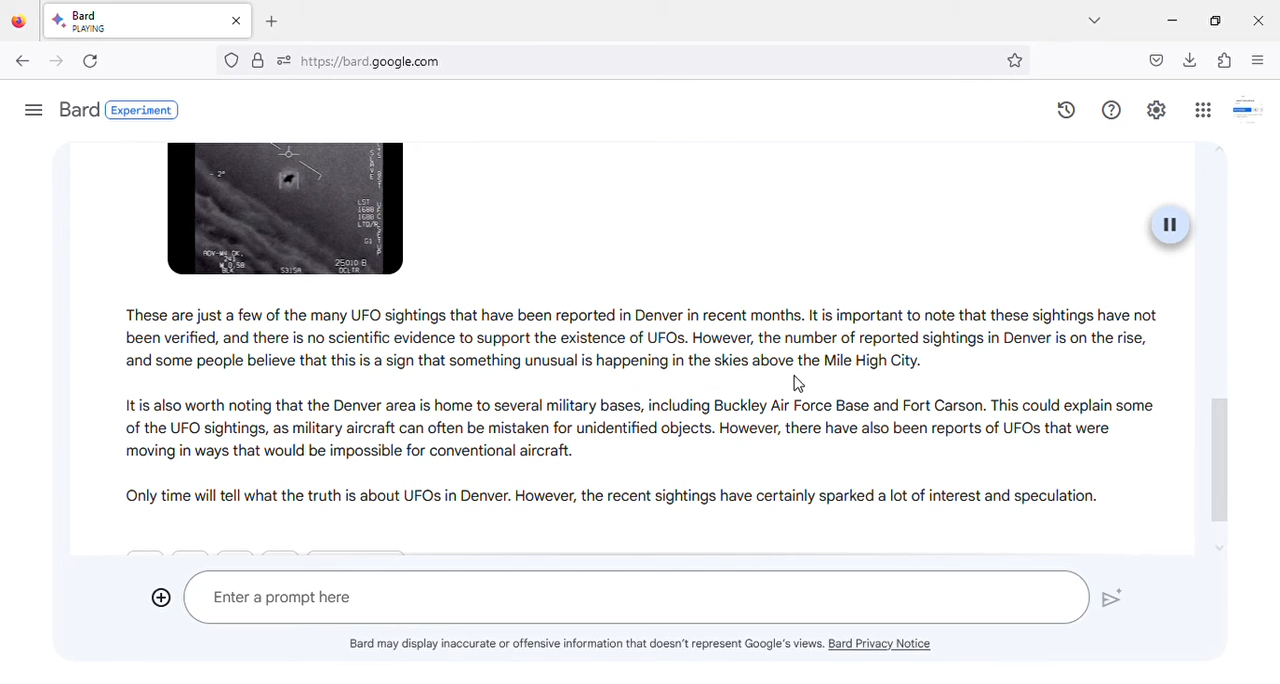 Bard
PLAYING
https://bard.google.com
Bard Experiment
- 2°
LST
1688
1688
LTD/R
G1
25010 B
These are just a few of the many UFO sightings that have been reported in Denver in recent months. It is important to note that these sightings have not
been verified, and there is no scientific evidence to support the existence of UFOs. However, the number of reported sightings in Denver is on the rise,
and some people believe that this is a sign that something unusual is happening in the skies above the Mile High City.
It is also worth noting that the Denver area is home to several military bases, including Buckley Air Force Base and Fort Carson. This could explain some
of the UFO sightings, as military aircraft can often be mistaken for unidentified objects. However, there have also been reports of UFOs that were
moving in ways that would be impossible for conventional aircraft.
Only time will tell what the truth is about UFOs in Denver. However, the recent sightings have certainly sparked a lot of interest and speculation.
Enter a prompt here
Bard may display inaccurate or offensive information that doesn't represent Google's views. Bard Privacy Notice